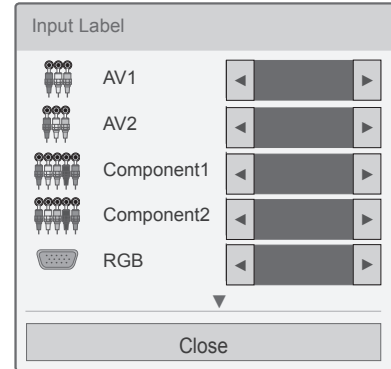 Input Label
AV1
AV2
Component1
Component2
RGB
Close